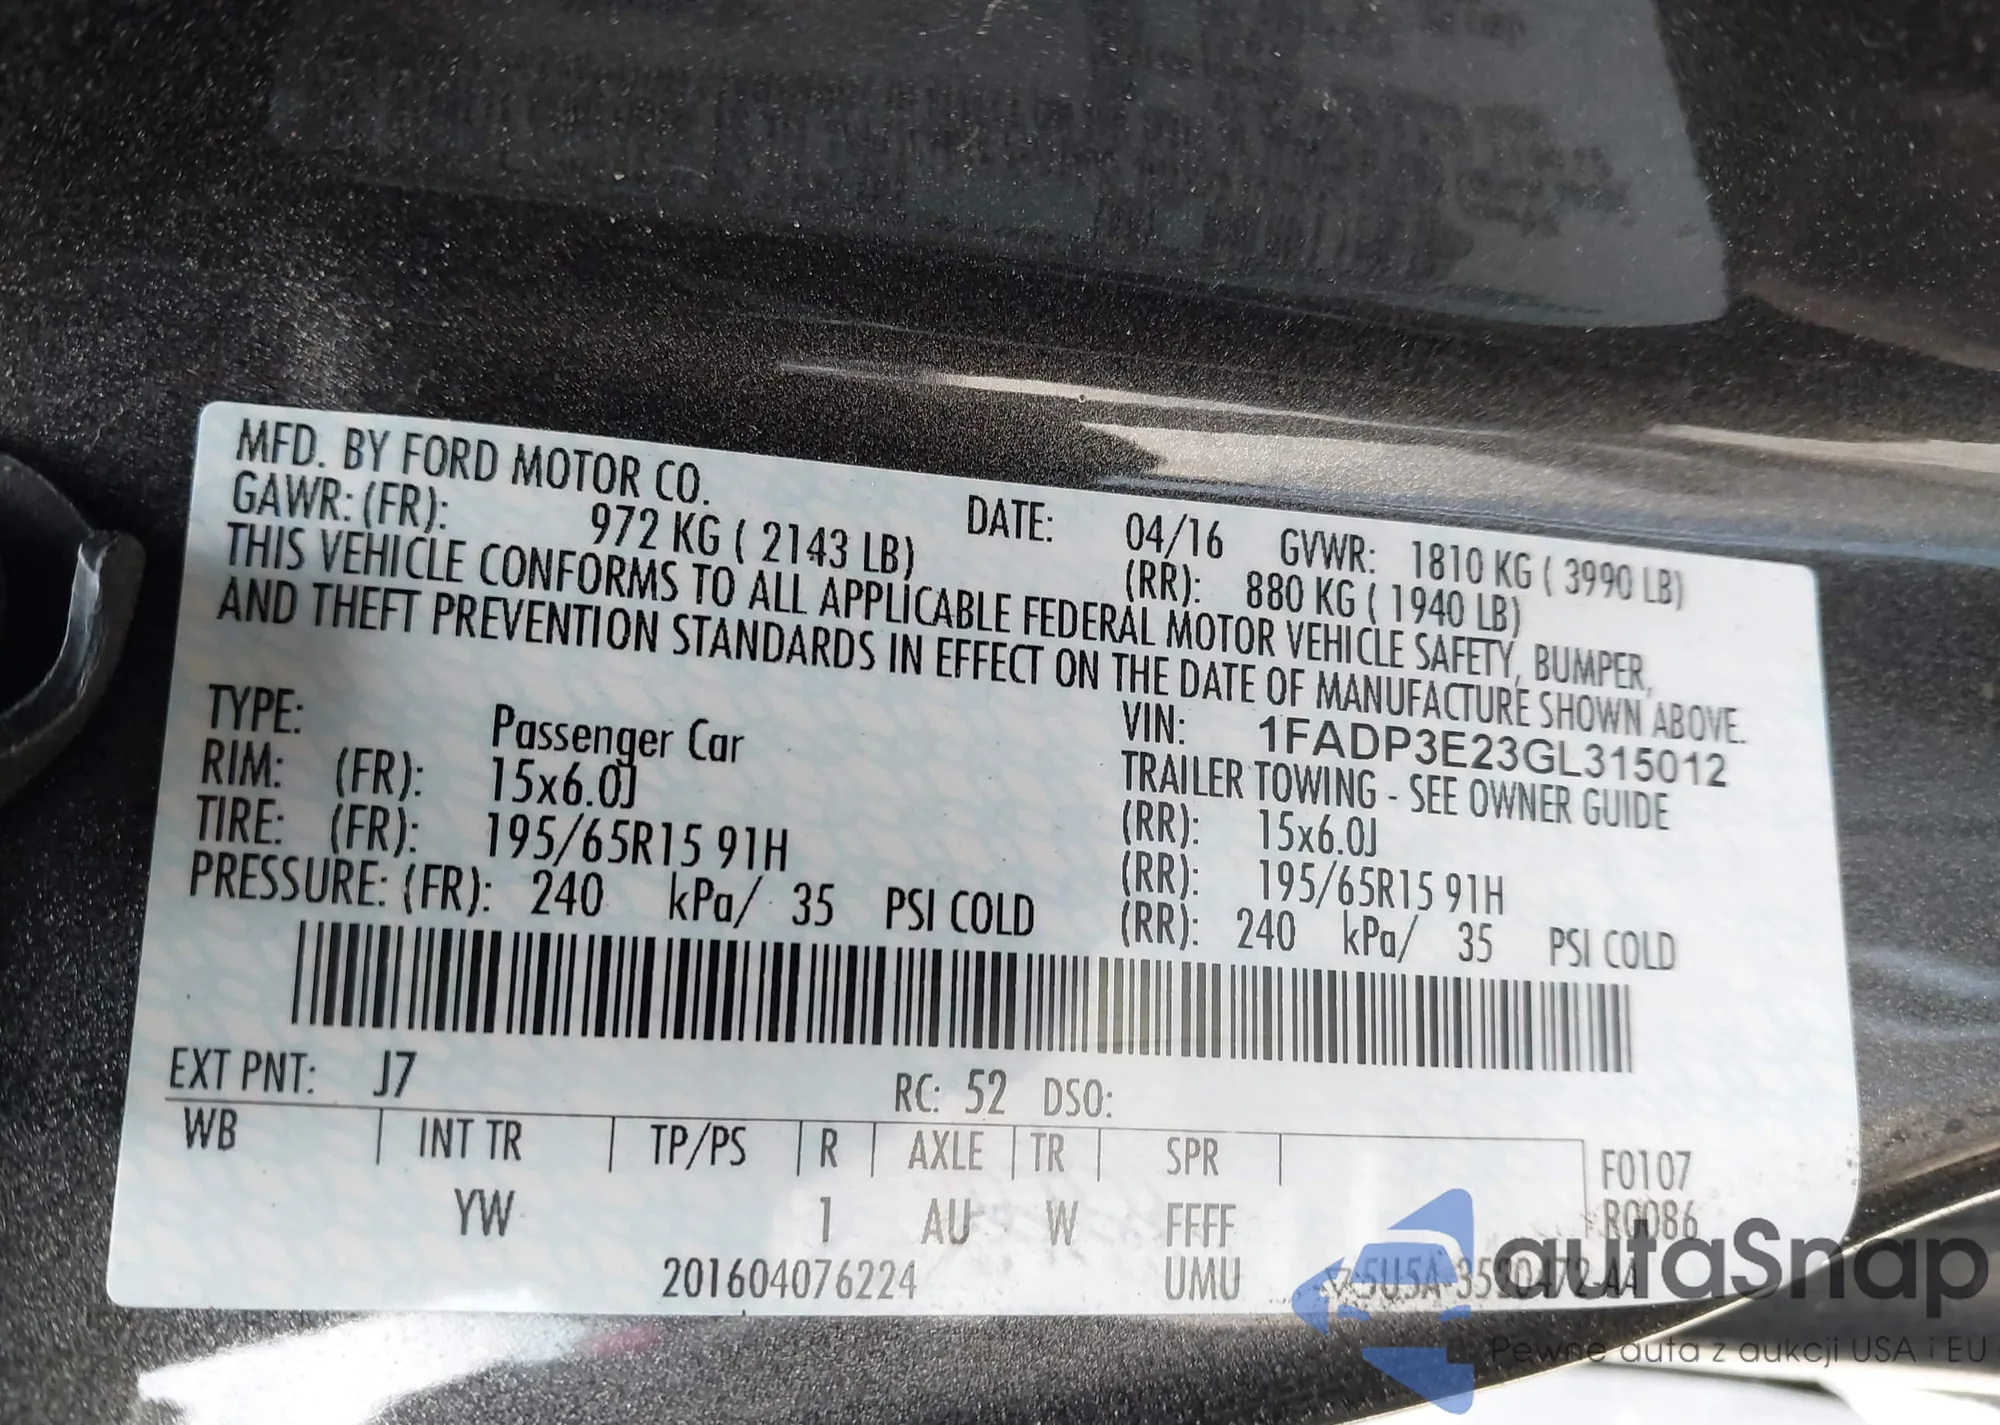 MFD. BY FORD MOTOR CO.
DATE: 04/16 GVWR: 1810 KG ( 3990 LB)
GAWR: (FR): 972 KG ( 2143 LB) (RR): 880 KG ( 1940 LB)
THIS VEHICLE CONFORMS TO ALL APPLICABLE FEDERAL MOTOR VEHICLE SAFETY, BUMPER,
AND THEFT PREVENTION STANDARDS IN EFFECT ON THE DATE OF MANUFACTURE SHOWN ABOVE.
VIN: 1FADP3E23GL315012
TYPE: Passenger Car TRAILER TOWING - SEE OWNER GUIDE
RIM: (FR): 15x6.0J (RR): 15x6.0J
TIRE: (FR): 195/65R15 91H (RR): 195/65R15 91H
PRESSURE: (FR): 240 kPa/ 35 PSI COLD (RR): 240 kPa/ 35 PSI COLD
EXT PNT: J7 RC: 52 DSO:
WB INT TR TP/PS R AXLE TR SPR F0107
YW 1 AU W FFFF R0086
201604076224 UMU 5U5A-3520472-AA
autaSnap
Pewne auta z aukcji USA i EU